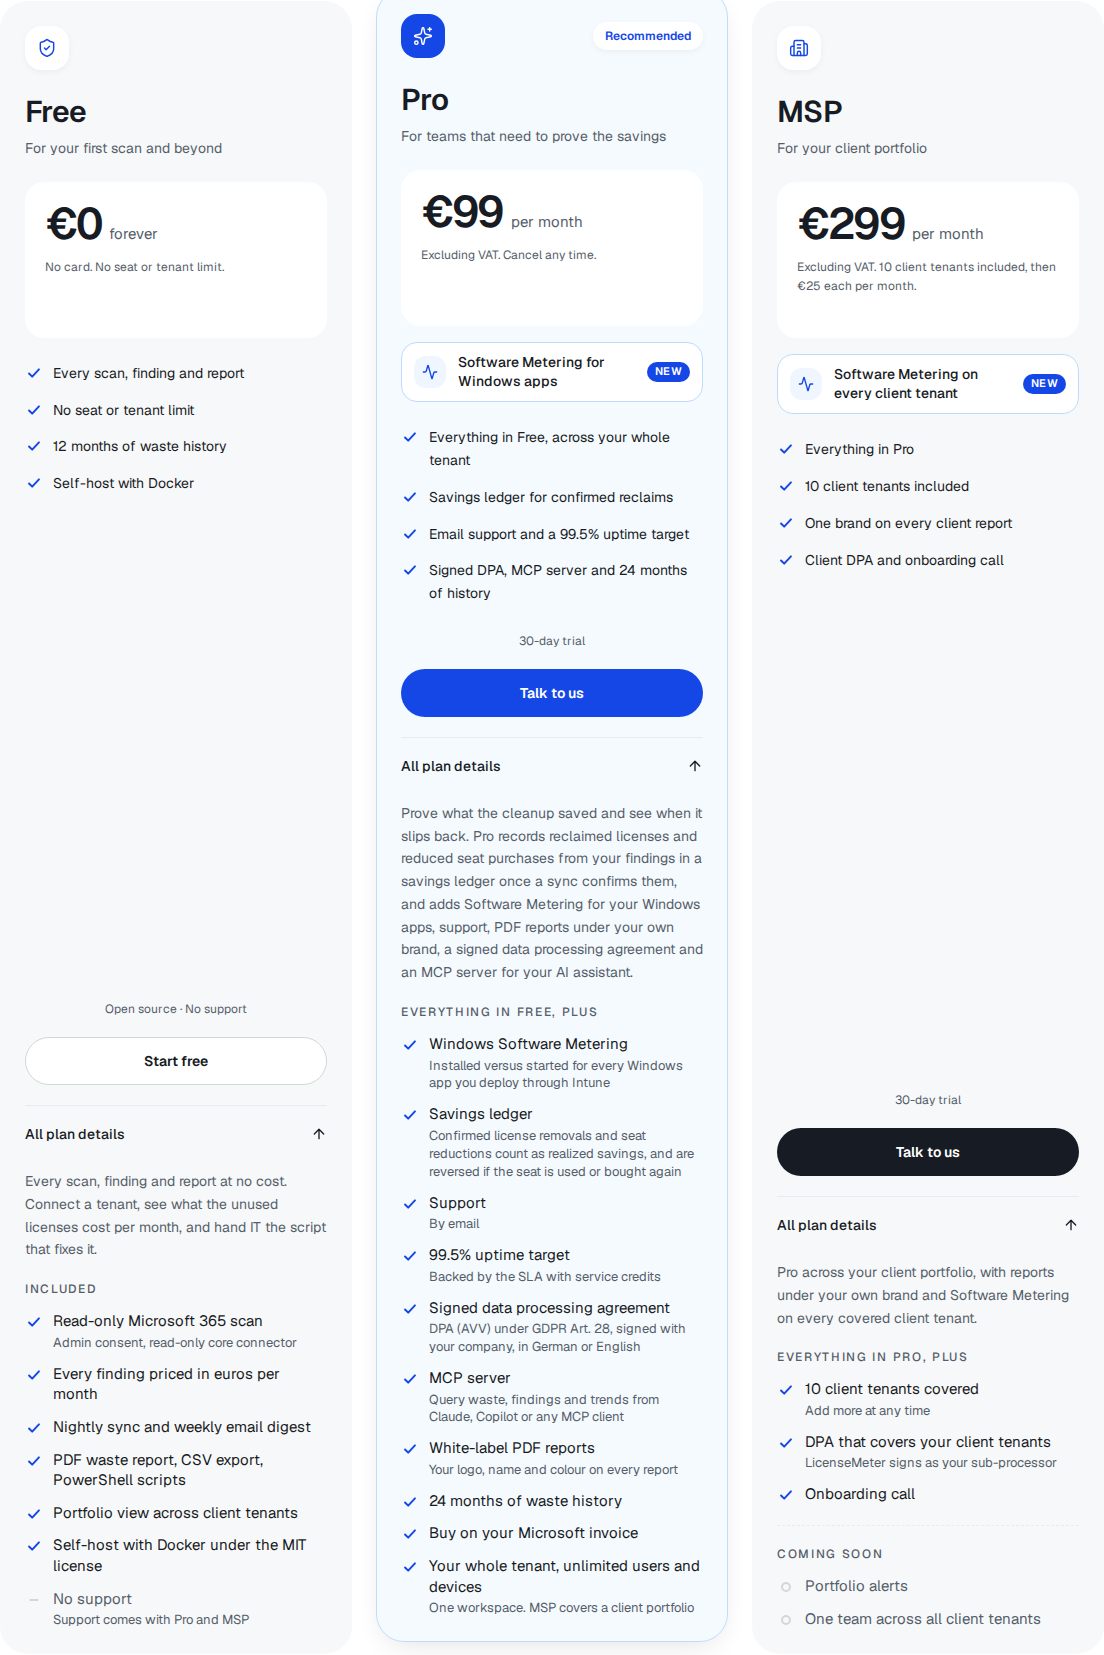 Free
For your first scan and beyond
€0 forever
No card. No seat or tenant limit.
Every scan, finding and report
No seat or tenant limit
12 months of waste history
Self-host with Docker
Open source · No support
Start free
All plan details
Every scan, finding and report at no cost.
Connect a tenant, see what the unused
licenses cost per month, and hand IT the script
that fixes it.
INCLUDED
Read-only Microsoft 365 scan
Admin consent, read-only core connector
Every finding priced in euros per
month
Nightly sync and weekly email digest
PDF waste report, CSV export,
PowerShell scripts
Portfolio view across client tenants
Self-host with Docker under the MIT
license
No support
Support comes with Pro and MSP
Recommended
Pro
For teams that need to prove the savings
€99 per month
Excluding VAT. Cancel any time.
Software Metering for
Windows apps
NEW
Everything in Free, across your whole
tenant
Savings ledger for confirmed reclaims
Email support and a 99.5% uptime target
Signed DPA, MCP server and 24 months
of history
30-day trial
Talk to us
All plan details
Prove what the cleanup saved and see when it
slips back. Pro records reclaimed licenses and
reduced seat purchases from your findings in a
savings ledger once a sync confirms them,
and adds Software Metering for your Windows
apps, support, PDF reports under your own
brand, a signed data processing agreement and
an MCP server for your AI assistant.
EVERYTHING IN FREE, PLUS
Windows Software Metering
Installed versus started for every Windows
app you deploy through Intune
Savings ledger
Confirmed license removals and seat
reductions count as realized savings, and are
reversed if the seat is used or bought again
Support
By email
99.5% uptime target
Backed by the SLA with service credits
Signed data processing agreement
DPA (AVV) under GDPR Art. 28, signed with
your company, in German or English
MCP server
Query waste, findings and trends from
Claude, Copilot or any MCP client
White-label PDF reports
Your logo, name and colour on every report
24 months of waste history
Buy on your Microsoft invoice
Your whole tenant, unlimited users and
devices
One workspace. MSP covers a client portfolio
MSP
For your client portfolio
€299 per month
Excluding VAT. 10 client tenants included, then
€25 each per month.
Software Metering on
every client tenant
NEW
Everything in Pro
10 client tenants included
One brand on every client report
Client DPA and onboarding call
30-day trial
Talk to us
All plan details
Pro across your client portfolio, with reports
under your own brand and Software Metering
on every covered client tenant.
EVERYTHING IN PRO, PLUS
10 client tenants covered
Add more at any time
DPA that covers your client tenants
LicenseMeter signs as your sub-processor
Onboarding call
COMING SOON
Portfolio alerts
One team across all client tenants